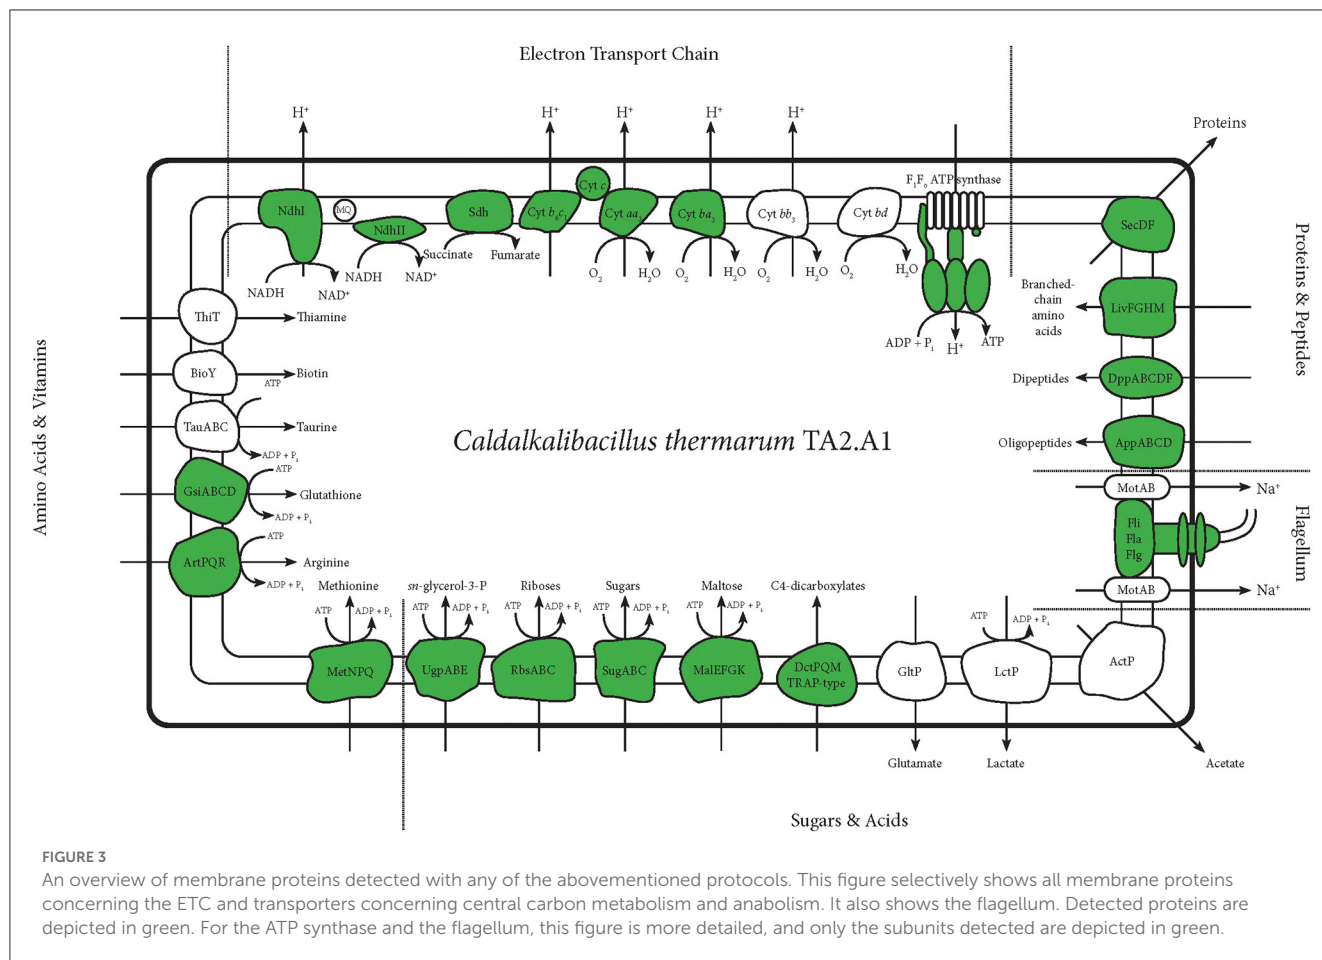 Electron Transport Chain
H⁺
H⁺
H⁺
H⁺
H⁺
Proteins
NdhI
MQ
NdhII
Sdh
Cyt b₆c₁
Cyt c
Cyt aa₃
Cyt ba₃
Cyt bb₃
Cyt bd
F₁F₀ ATP synthase
SecDF
NADH
NAD⁺
NADH
NAD⁺
Succinate
Fumarate
O₂
H₂O
O₂
H₂O
O₂
H₂O
O₂
H₂O
ADP + Pᵢ
H⁺
ATP
Amino Acids & Vitamins
ThiT
Thiamine
BioY
Biotin
TauABC
ATP
Taurine
ADP + Pᵢ
GsiABCD
ATP
Glutathione
ADP + Pᵢ
ArtPQR
ATP
Arginine
ADP + Pᵢ
Caldalkalibacillus thermarum TA2.A1
Branched-
chain
amino
acids
LivFGHM
Dipeptides
DppABCDF
Oligopeptides
AppABCD
Proteins & Peptides
MotAB
Na⁺
Fli
Fla
Flg
MotAB
Na⁺
Flagellum
Methionine
ATP
ADP + Pᵢ
MetNPQ
sn-glycerol-3-P
ATP
ADP + Pᵢ
UgpABE
Riboses
ATP
ADP + Pᵢ
RbsABC
Sugars
ATP
ADP + Pᵢ
SugABC
Maltose
ATP
ADP + Pᵢ
MalEFGK
C4-dicarboxylates
DctPQM
TRAP-type
GltP
Glutamate
ATP
ADP + Pᵢ
LctP
Lactate
ActP
Acetate
Sugars & Acids
FIGURE 3
An overview of membrane proteins detected with any of the abovementioned protocols. This figure selectively shows all membrane proteins
concerning the ETC and transporters concerning central carbon metabolism and anabolism. It also shows the flagellum. Detected proteins are
depicted in green. For the ATP synthase and the flagellum, this figure is more detailed, and only the subunits detected are depicted in green.